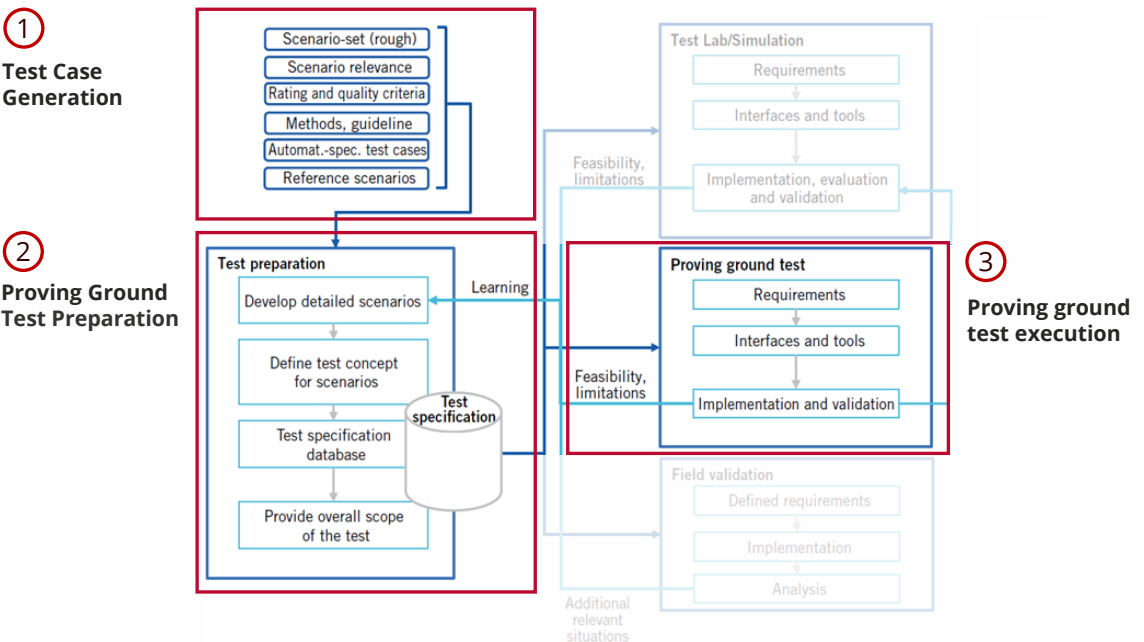 1
Test Case
Generation
Scenario-set (rough)
Scenario relevance
Rating and quality criteria
Methods, guideline
Automat.-spec. test cases
Reference scenarios
2
Proving Ground
Test Preparation
Test preparation
Develop detailed scenarios
Define test concept
for scenarios
Test specification
database
Provide overall scope
of the test
Test
specification
Learning
Feasibility,
limitations
Test Lab/Simulation
Requirements
Interfaces and tools
Implementation, evaluation
and validation
Feasibility,
limitations
Proving ground test
Requirements
Interfaces and tools
Implementation and validation
3
Proving ground
test execution
Field validation
Defined requirements
Implementation
Analysis
Additional
relevant
situations